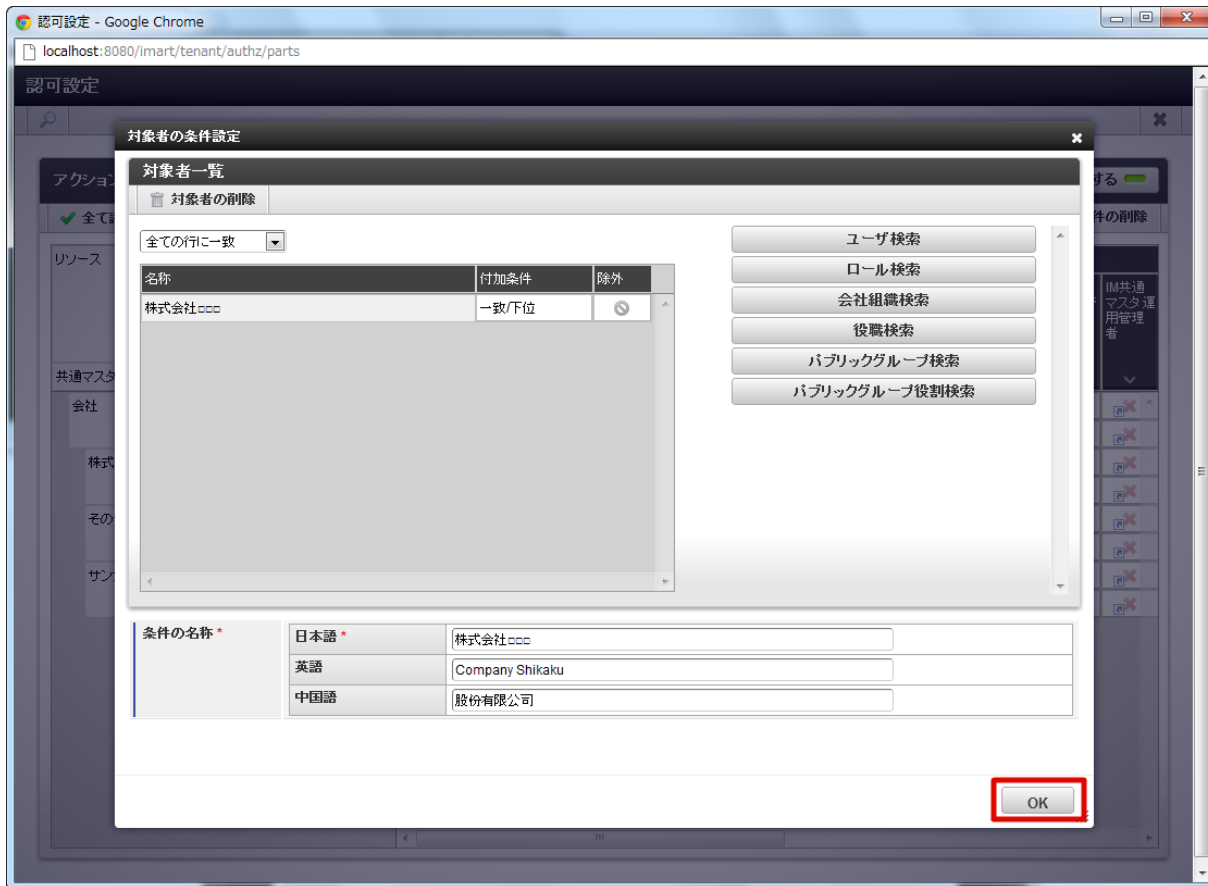 認可設定 - Google Chrome
localhost:8080/imart/tenant/authz/parts
認可設定
対象者の条件設定
アクション
する
対象者一覧
対象者の削除
全て
件の削除
リソース
全ての行に一致
ユーザ検索
名称 付加条件 除外
ロール検索
IM共通
マスタ運
用管理
者
株式会社□□□ 一致/下位
会社組織検索
役職検索
パブリックグループ検索
パブリックグループ役割検索
共通マスタ
会社
株式
その
サン
条件の名称 *
日本語 * 株式会社□□□
英語 Company Shikaku
中国語 股份有限公司
OK